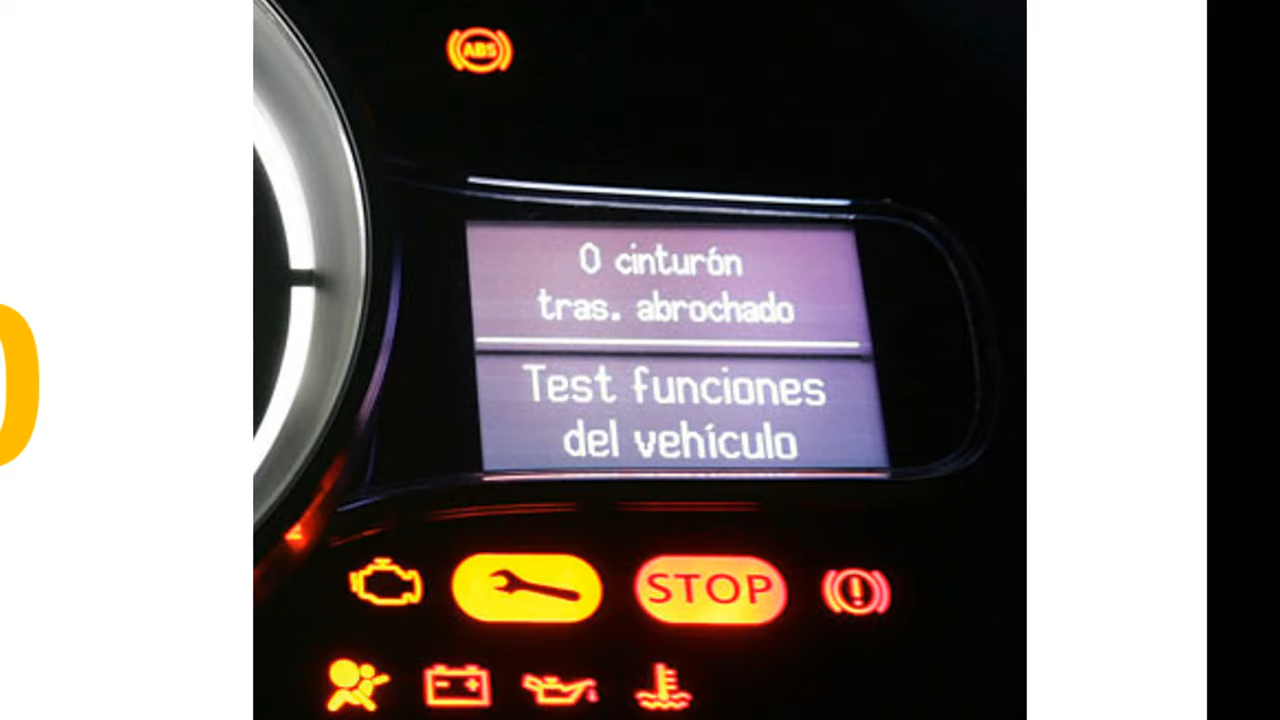 ABS
0 cinturón
tras. abrochado
Test funciones
del vehículo
STOP